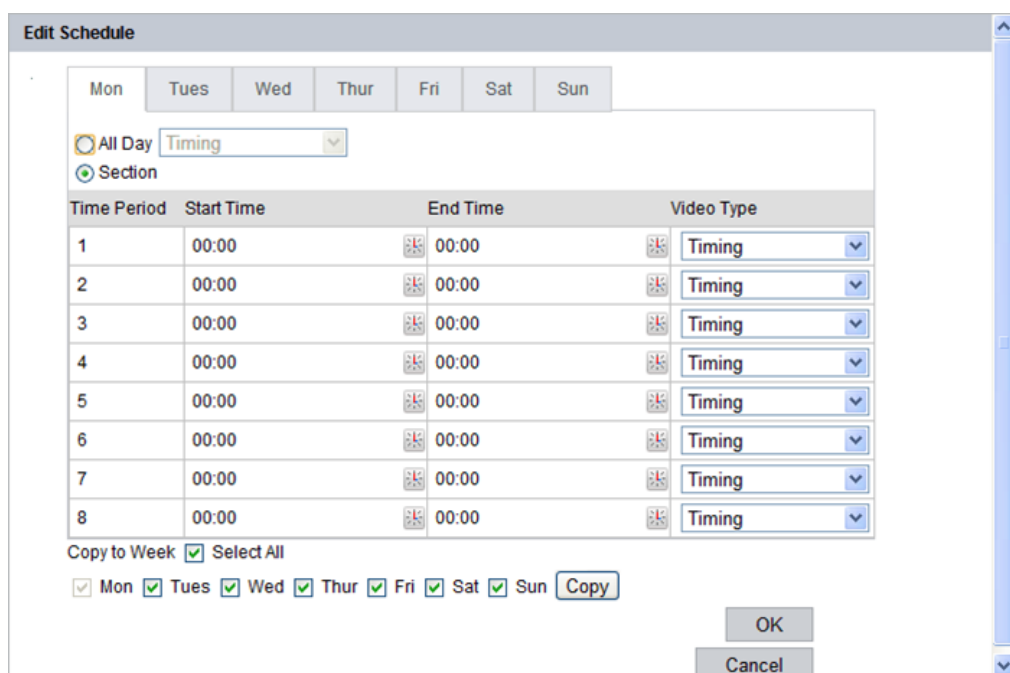 Edit Schedule
Mon Tues Wed Thur Fri Sat Sun
All Day Timing
Section
Time Period Start Time End Time Video Type
1 00:00 00:00 Timing
2 00:00 00:00 Timing
3 00:00 00:00 Timing
4 00:00 00:00 Timing
5 00:00 00:00 Timing
6 00:00 00:00 Timing
7 00:00 00:00 Timing
8 00:00 00:00 Timing
Copy to Week Select All
Mon Tues Wed Thur Fri Sat Sun Copy
OK
Cancel